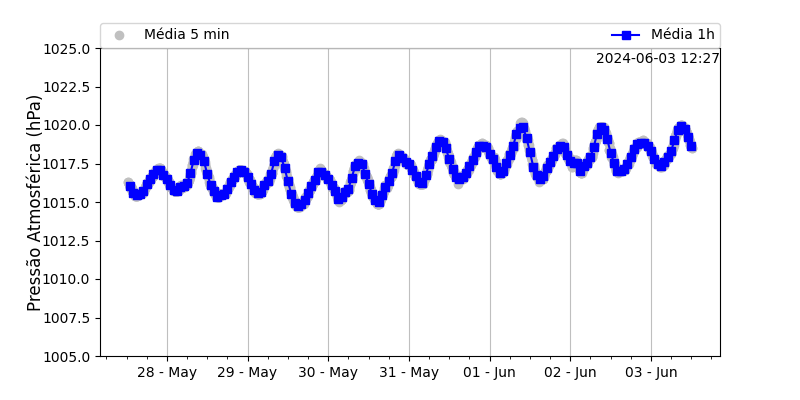 Média 5 min
Média 1h
2024-06-03 12:27
Pressão Atmosférica (hPa)
1025.0
1022.5
1020.0
1017.5
1015.0
1012.5
1010.0
1007.5
1005.0
28 - May
29 - May
30 - May
31 - May
01 - Jun
02 - Jun
03 - Jun